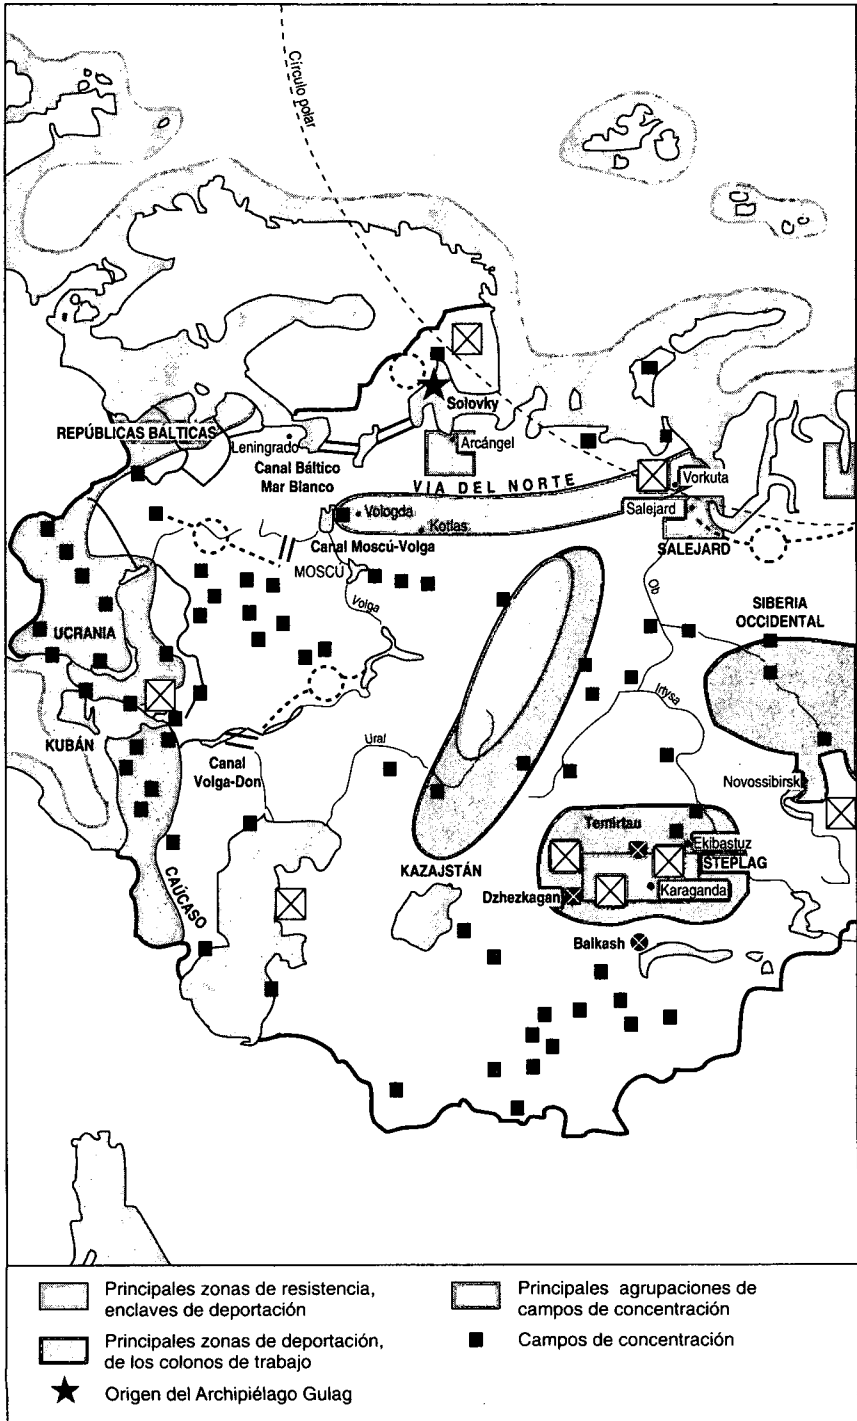 Círculo polar
Solovky
REPÚBLICAS BÁLTICAS
Leningrado
Canal Báltico
Mar Blanco
Arcángel
VIA DEL NORTE
Vorkuta
Vologda
Kotlas
Salejard
SALEJARD
Canal Moscú-Volga
MOSCÚ
Volga
Ob
SIBERIA
OCCIDENTAL
UCRANIA
Irtysa
KUBÁN
Canal
Volga-Don
Ural
Novossibirsk
Temirtau
Ekibastuz
STEPLAG
KAZAJSTÁN
Dzhezkagan
Karaganda
CAÚCASO
Balkash
Principales zonas de resistencia,
enclaves de deportación
Principales zonas de deportación,
de los colonos de trabajo
Origen del Archipiélago Gulag
Principales agrupaciones de
campos de concentración
Campos de concentración